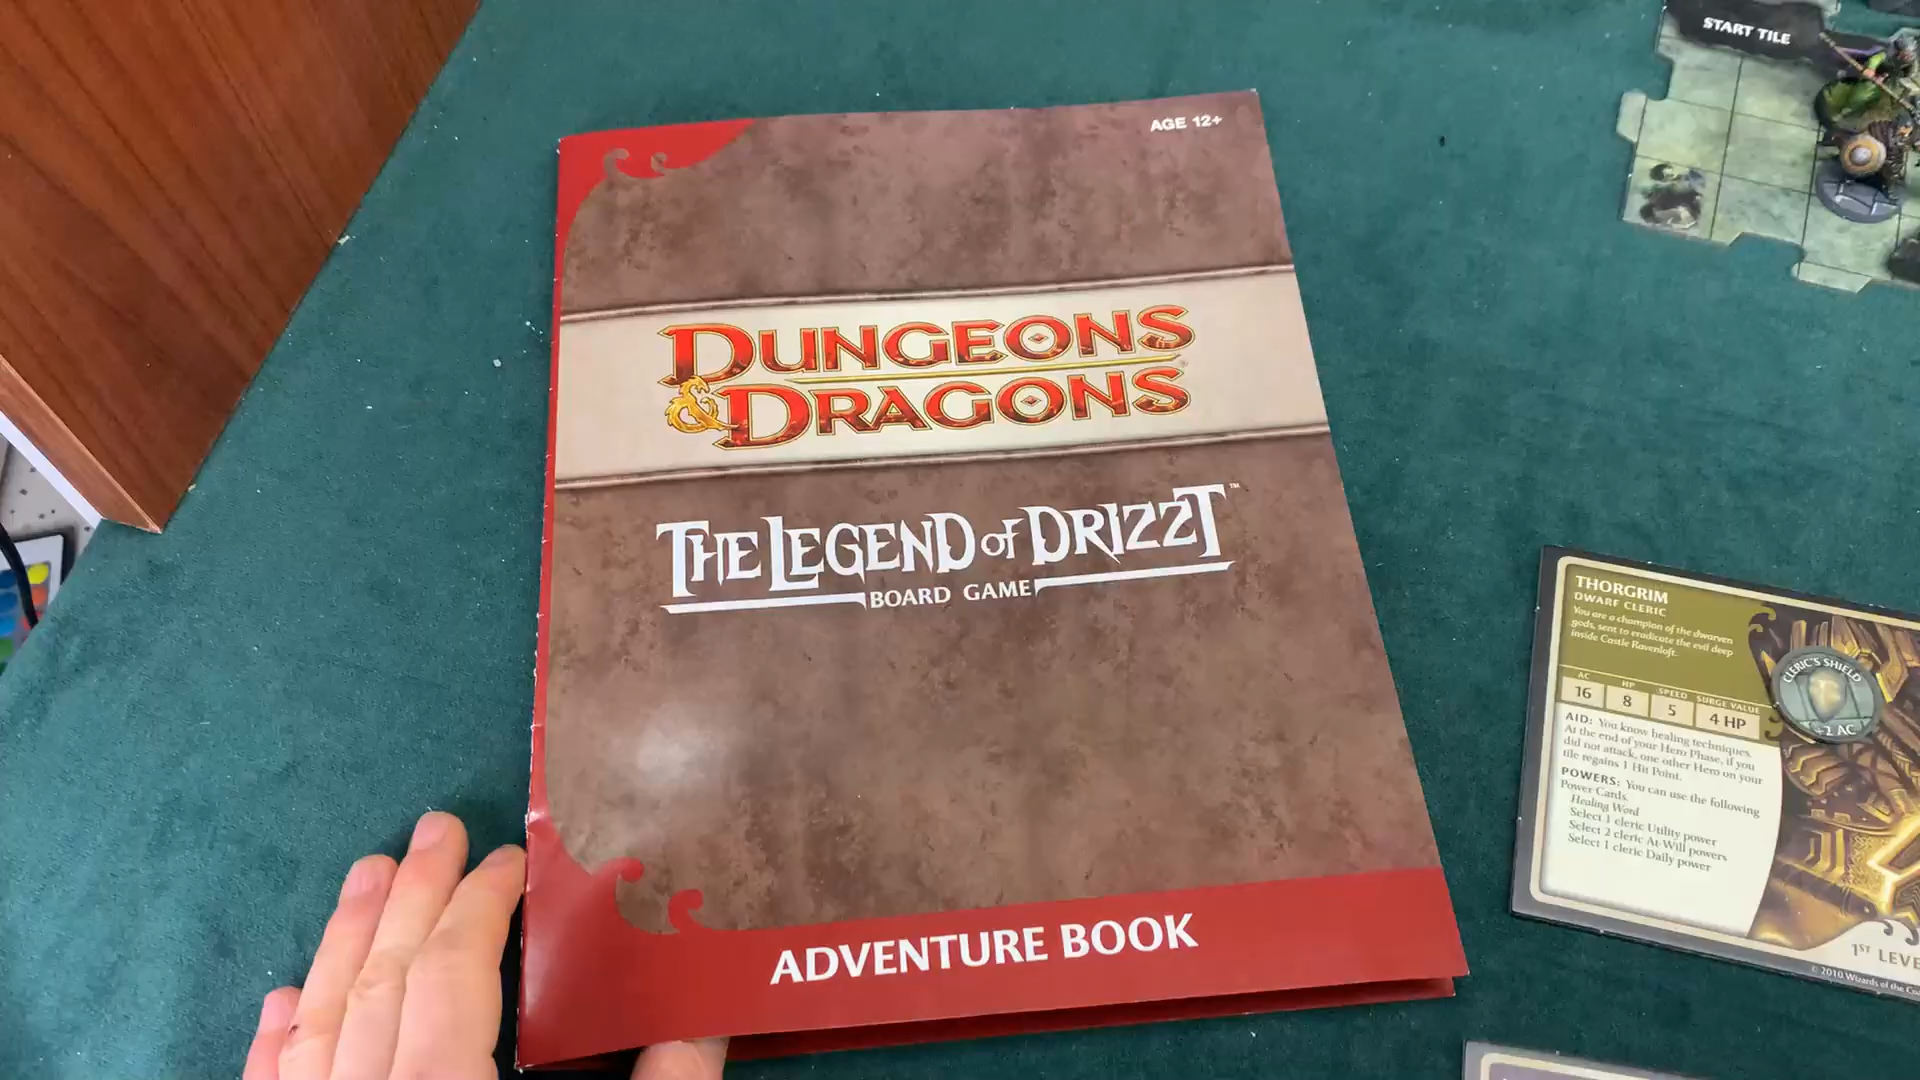 START TILE
AGE 12+
DUNGEONS
& DRAGONS
THE LEGEND of DRIZZT™
BOARD GAME
ADVENTURE BOOK
THORGRIM
DWARF CLERIC
You are a champion of the dwarven
gods, sent to eradicate the evil deep
inside Castle Ravenloft.
AC HP SPEED SURGE VALUE
16 8 5 4 HP
AID: You know healing techniques.
At the end of your Hero Phase, if you
did not attack, one other Hero on your
tile regains 1 Hit Point.
POWERS: You can use the following
Power Cards.
Healing Word
Select 1 cleric Utility power
Select 2 cleric At-Will powers
Select 1 cleric Daily power
CLERIC'S SHIELD
+2 AC
1ST LEVE
© 2010 Wizards of the Coa